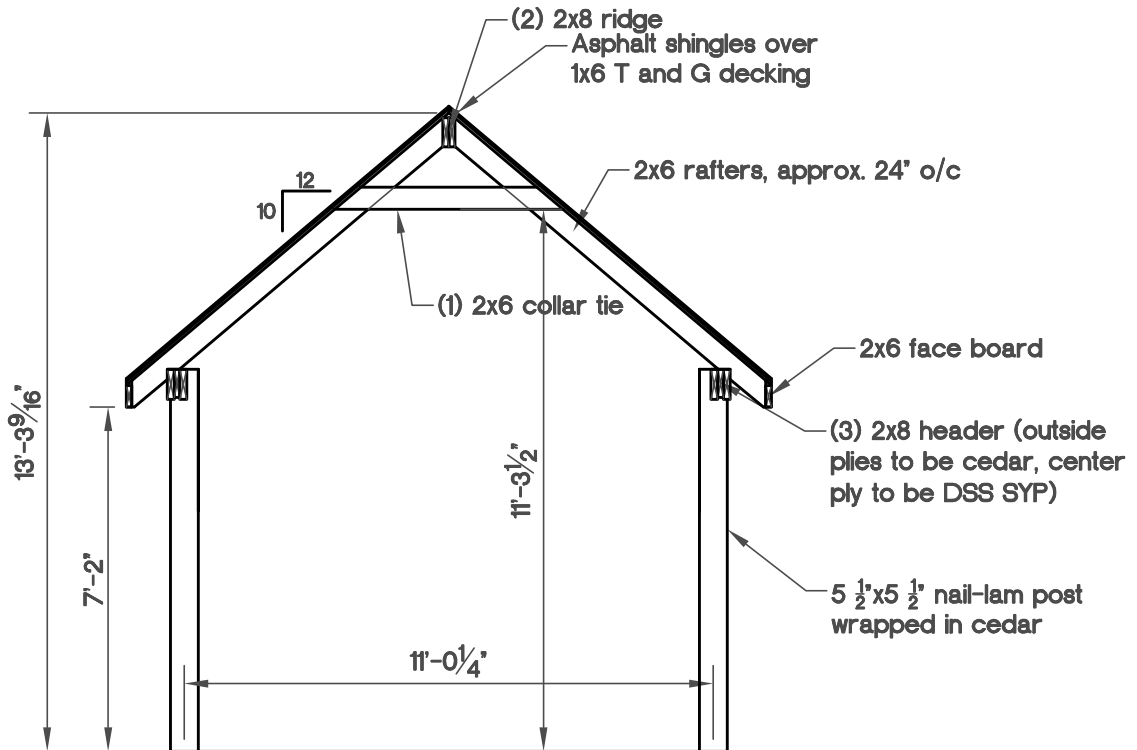 (2) 2x8 ridge
Asphalt shingles over
1x6 T and G decking
12
10
2x6 rafters, approx. 24" o/c
(1) 2x6 collar tie
2x6 face board
13'-3 9/16"
11'-3 1/2"
(3) 2x8 header (outside
plies to be cedar, center
ply to be DSS SYP)
7'-2"
5 1/2"x5 1/2" nail-lam post
wrapped in cedar
11'-0 1/4"